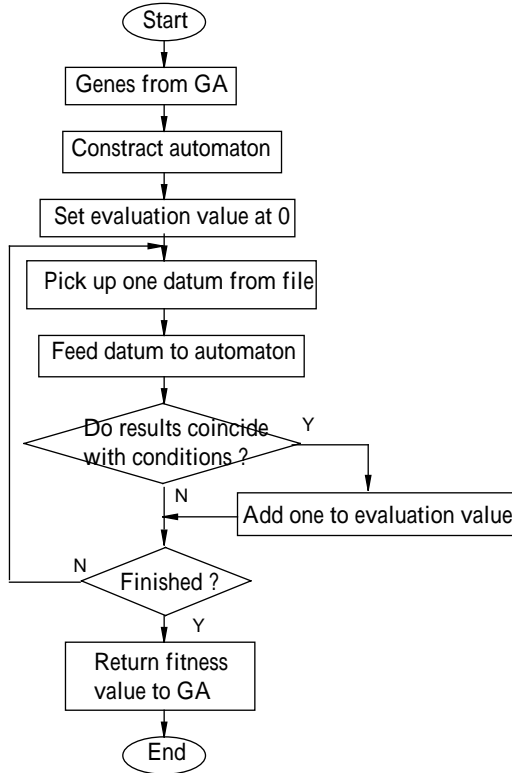 Start
Genes from GA
Constract automaton
Set evaluation value at 0
Pick up one datum from file
Feed datum to automaton
Do results coincide
with conditions ?
Y
N
Add one to evaluation value
N
Finished ?
Y
Return fitness
value to GA
End